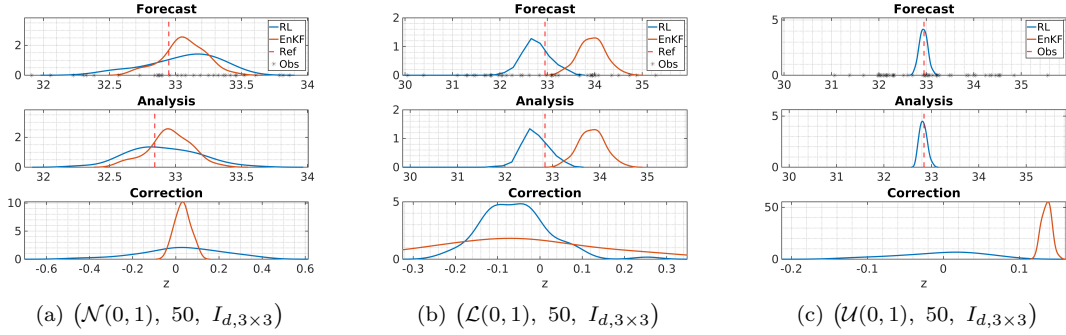 Forecast
2
0
32 32.5 33 33.5 34
RL
EnKF
Ref
Obs
Analysis
2
0
32 32.5 33 33.5 34
Correction
10
5
0
-0.6 -0.4 -0.2 0 0.2 0.4 0.6
z
(a) (𝒩(0, 1), 50, I_{d,3×3})
Forecast
2
1
0
30 31 32 33 34 35
RL
EnKF
Ref
Obs
Analysis
2
1
0
30 31 32 33 34 35
Correction
5
0
-0.3 -0.2 -0.1 0 0.1 0.2 0.3
z
(b) (ℒ(0, 1), 50, I_{d,3×3})
Forecast
5
0
30 31 32 33 34 35
RL
EnKF
Ref
Obs
Analysis
5
0
30 31 32 33 34 35
Correction
50
0
-0.2 -0.1 0 0.1
z
(c) (𝒰(0, 1), 50, I_{d,3×3})